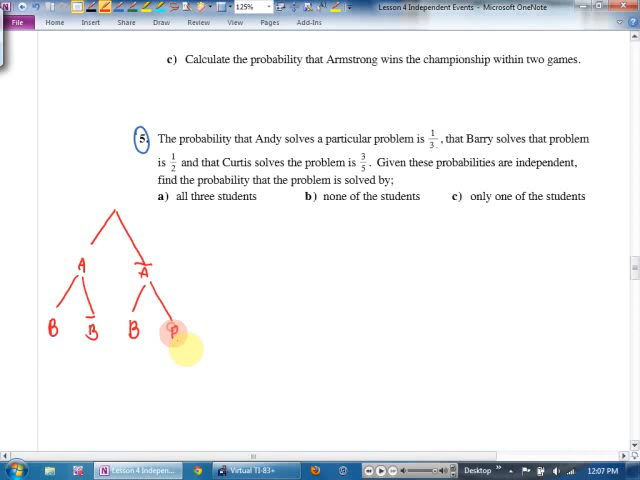 Lesson 4 Independent Events - Microsoft OneNote
125%
File
Home
Insert
Share
Draw
Review
View
Graphics
Pages
Handwriting
Add-Ins
c) Calculate the probability that Armstrong wins the championship within two games.
5. The probability that Andy solves a particular problem is 1/3, that Barry solves that problem
is 1/2 and that Curtis solves the problem is 3/5. Given these probabilities are independent,
find the probability that the problem is solved by;
a) all three students b) none of the students c) only one of the students
A A̅
B B̅ B
Lesson 4 Indepen...
Virtual TI-83+
Desktop »
12:07 PM